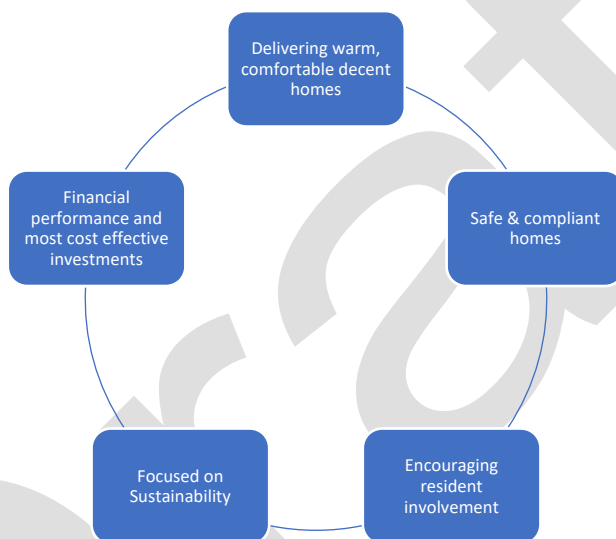 Delivering warm,
comfortable decent
homes
Safe & compliant
homes
Encouraging
resident
involvement
Focused on
Sustainability
Financial
performance and
most cost effective
investments